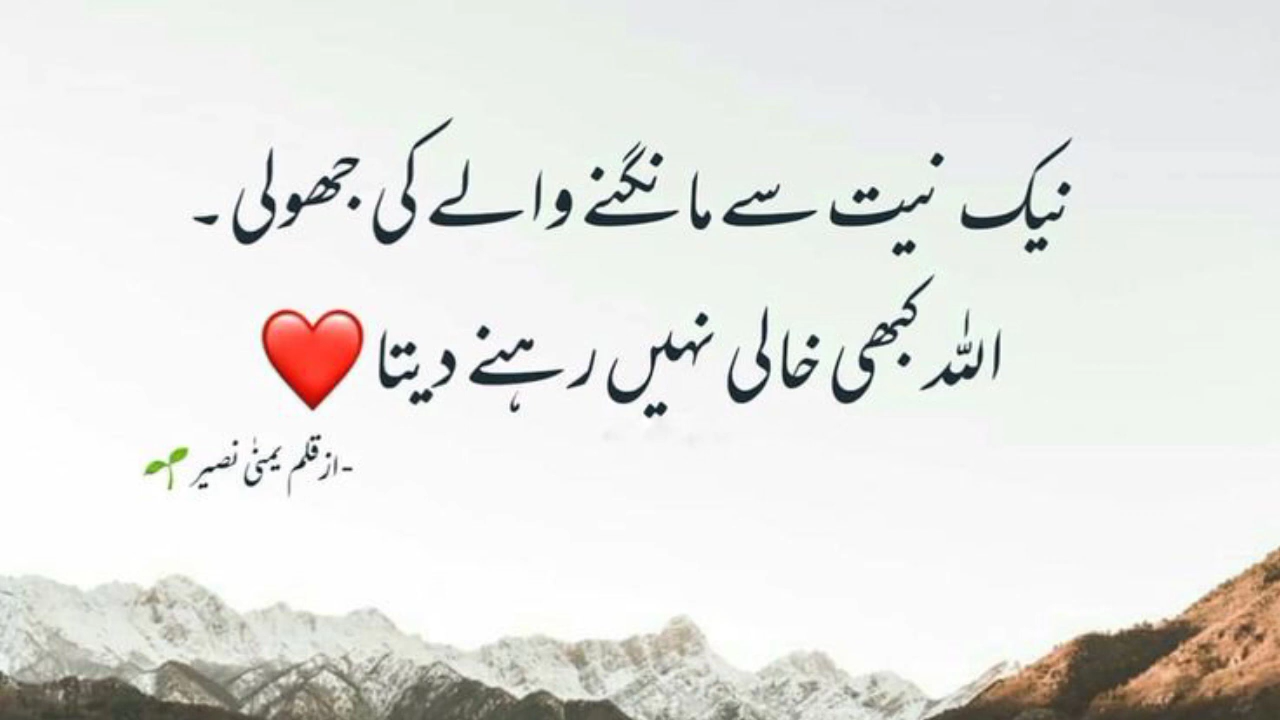 نیک نیت سے مانگنے والے کی جھولی ۔
اللہ کبھی خالی نہیں رہنے دیتا ❤️
-از قلم یمنیٰ نصیر 🌱